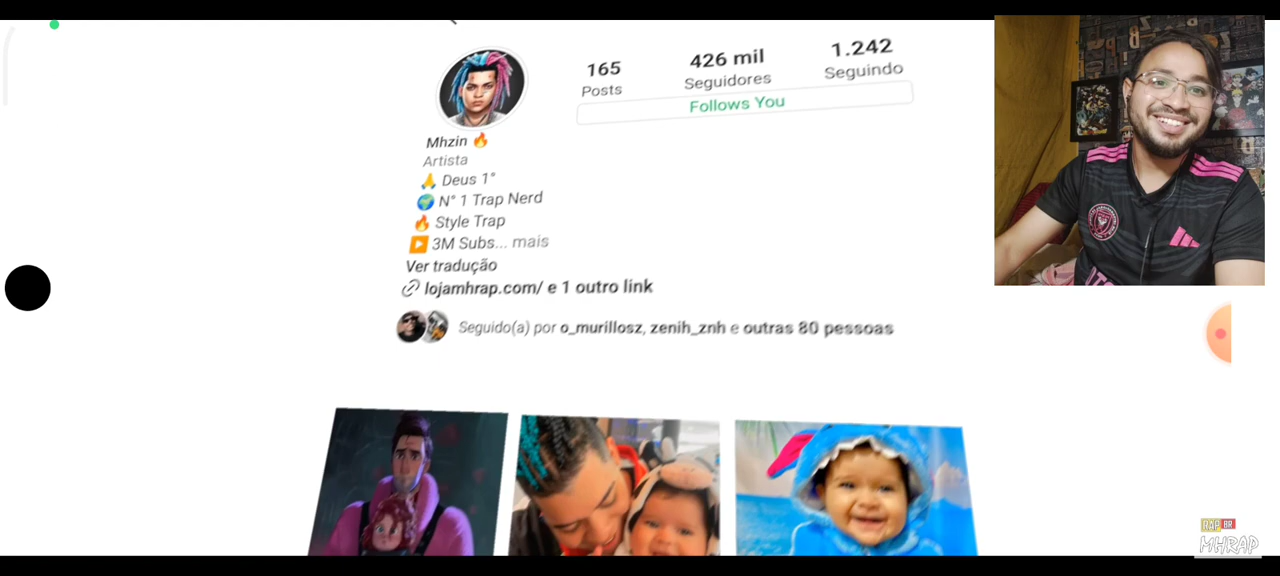 165
Posts
426 mil
Seguidores
1.242
Seguindo
Follows You
Mhzin 🔥
Artista
🙏 Deus 1°
🌍 N° 1 Trap Nerd
🔥 Style Trap
▶️ 3M Subs... mais
Ver tradução
lojamhrap.com/ e 1 outro link
Seguido(a) por o_murillosz, zenih_znh e outras 80 pessoas
RAP BR
MHRAP